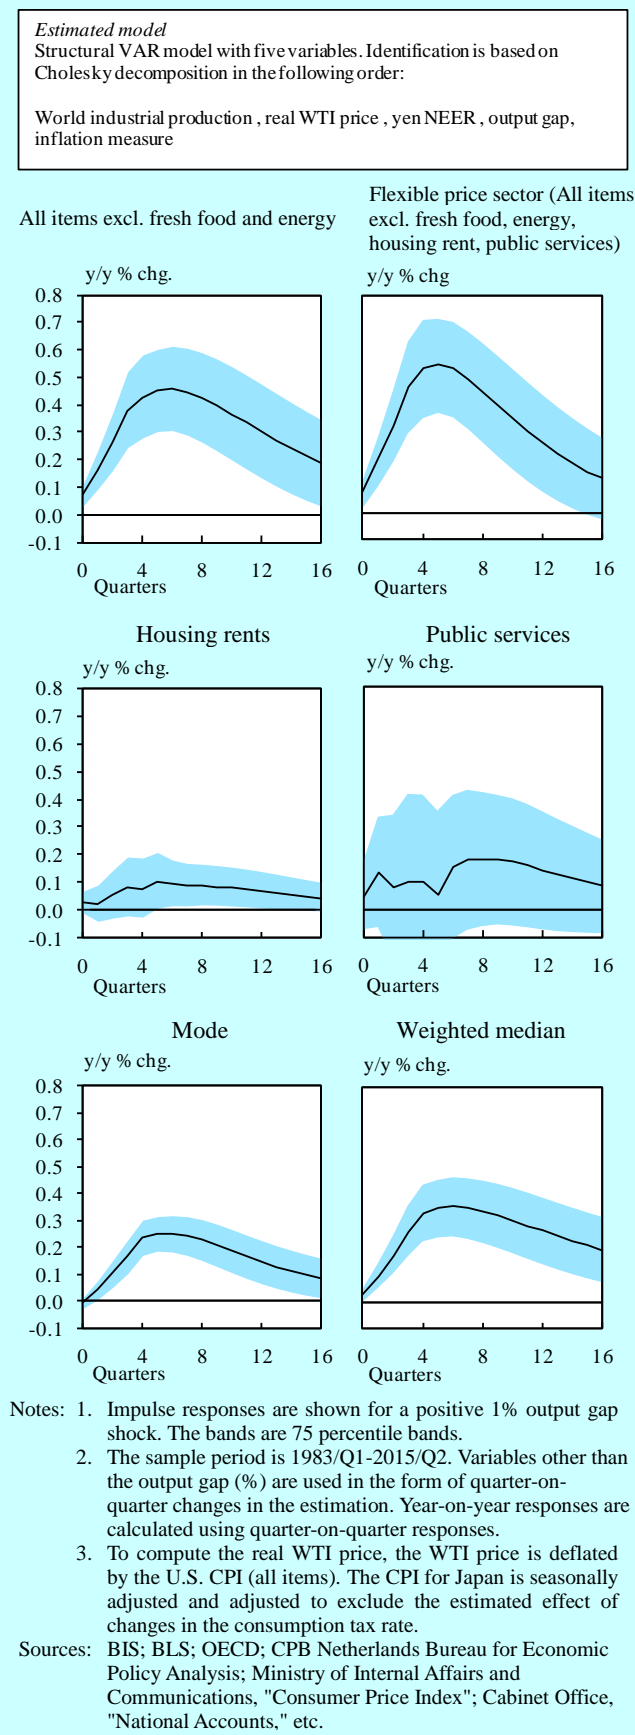 Estimated model
Structural VAR model with five variables. Identification is based on
Cholesky decomposition in the following order:
World industrial production , real WTI price , yen NEER , output gap,
inflation measure
All items excl. fresh food and energy
Flexible price sector (All items
excl. fresh food, energy,
housing rent, public services)
y/y % chg.
y/y % chg
0.8
0.7
0.6
0.5
0.4
0.3
0.2
0.1
0.0
-0.1
0 4 8 12 16
Quarters
0 4 8 12 16
Quarters
Housing rents
Public services
y/y % chg.
y/y % chg.
0.8
0.7
0.6
0.5
0.4
0.3
0.2
0.1
0.0
-0.1
0 4 8 12 16
Quarters
0 4 8 12 16
Quarters
Mode
Weighted median
y/y % chg.
y/y % chg.
0.8
0.7
0.6
0.5
0.4
0.3
0.2
0.1
0.0
-0.1
0 4 8 12 16
Quarters
0 4 8 12 16
Quarters
Notes: 1. Impulse responses are shown for a positive 1% output gap
shock. The bands are 75 percentile bands.
2. The sample period is 1983/Q1-2015/Q2. Variables other than
the output gap (%) are used in the form of quarter-on-
quarter changes in the estimation. Year-on-year responses are
calculated using quarter-on-quarter responses.
3. To compute the real WTI price, the WTI price is deflated
by the U.S. CPI (all items). The CPI for Japan is seasonally
adjusted and adjusted to exclude the estimated effect of
changes in the consumption tax rate.
Sources: BIS; BLS; OECD; CPB Netherlands Bureau for Economic
Policy Analysis; Ministry of Internal Affairs and
Communications, "Consumer Price Index"; Cabinet Office,
"National Accounts," etc.